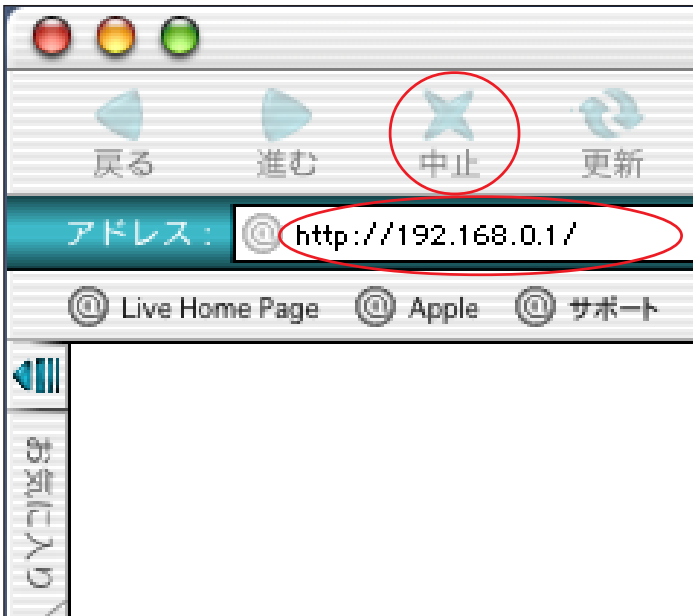 戻る 進む 中止 更新
アドレス： http://192.168.0.1/
Live Home Page Apple サポート
お気に入り